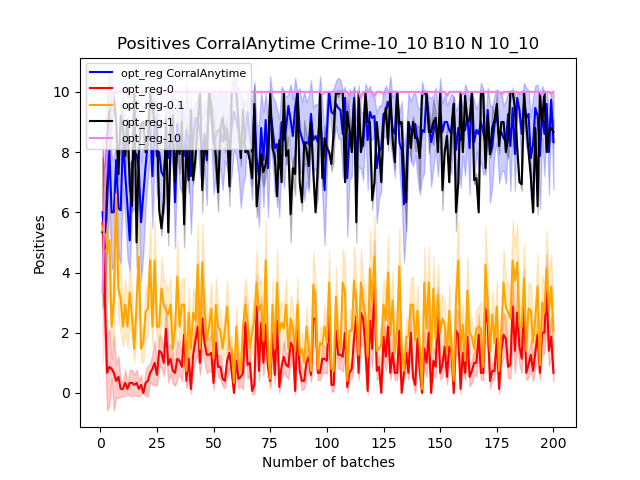 Positives CorralAnytime Crime-10_10 B10 N 10_10
opt_reg CorralAnytime
opt_reg-0
opt_reg-0.1
opt_reg-1
opt_reg-10
Positives
10
8
6
4
2
0
0 25 50 75 100 125 150 175 200
Number of batches